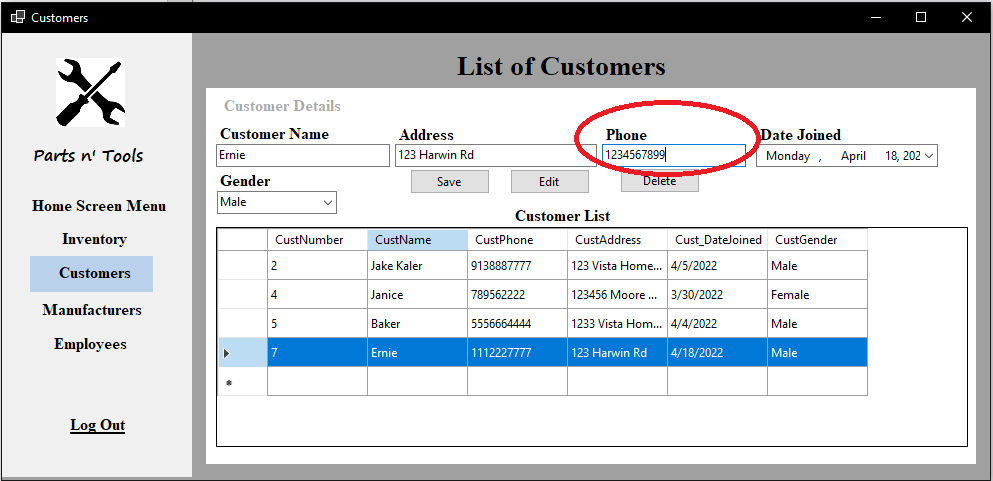 Customers
List of Customers
Parts n' Tools
Home Screen Menu
Inventory
Customers
Manufacturers
Employees
Log Out
Customer Details
Customer Name Address Phone Date Joined
Ernie 123 Harwin Rd 1234567899 Monday , April 18, 202
Gender Save Edit Delete
Male
Customer List
CustNumber CustName CustPhone CustAddress Cust_DateJoined CustGender
2 Jake Kaler 9138887777 123 Vista Home... 4/5/2022 Male
4 Janice 789562222 123456 Moore ... 3/30/2022 Female
5 Baker 5556664444 1233 Vista Hom... 4/4/2022 Male
7 Ernie 1112227777 123 Harwin Rd 4/18/2022 Male